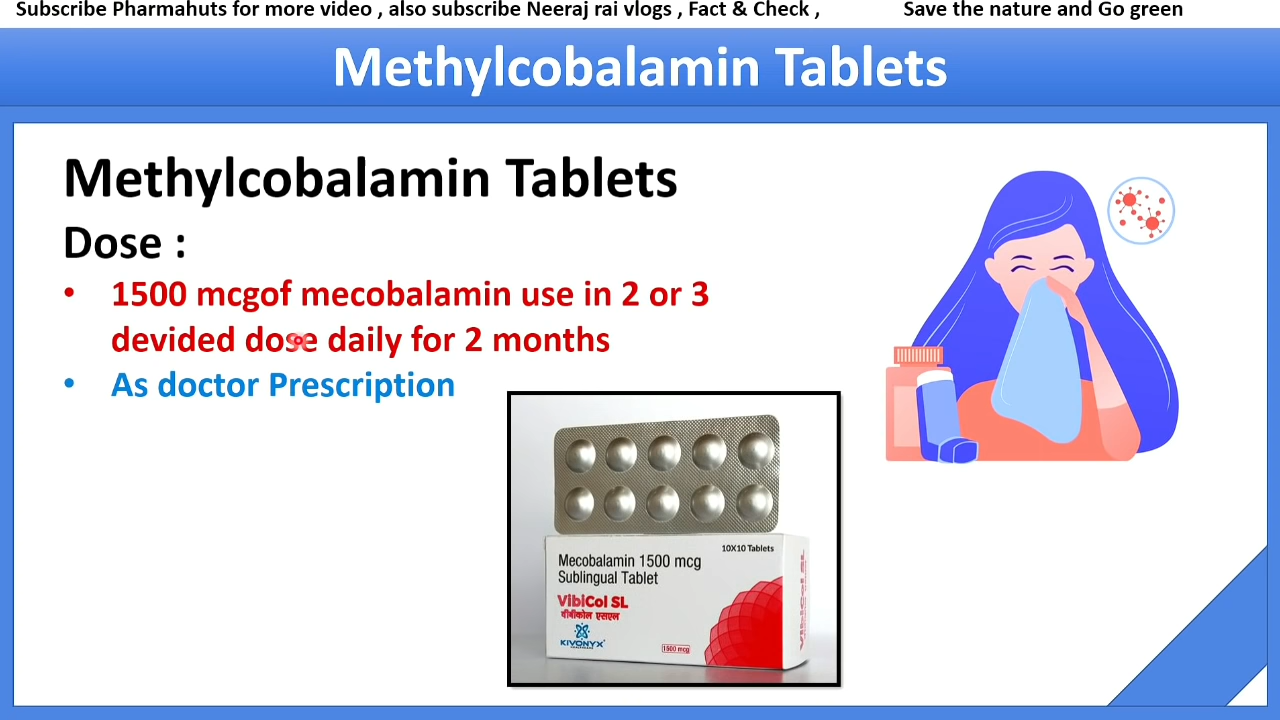 Subscribe Pharmahuts for more video , also subscribe Neeraj rai vlogs , Fact & Check , Save the nature and Go green
Methylcobalamin Tablets
Methylcobalamin Tablets
Dose :
• 1500 mcgof mecobalamin use in 2 or 3
devided dose daily for 2 months
• As doctor Prescription
10X10 Tablets
Mecobalamin 1500 mcg
Sublingual Tablet
VibiCol SL
वीबीकोल एसएल
KIVONYX
1500 mcg
VibiCol SL